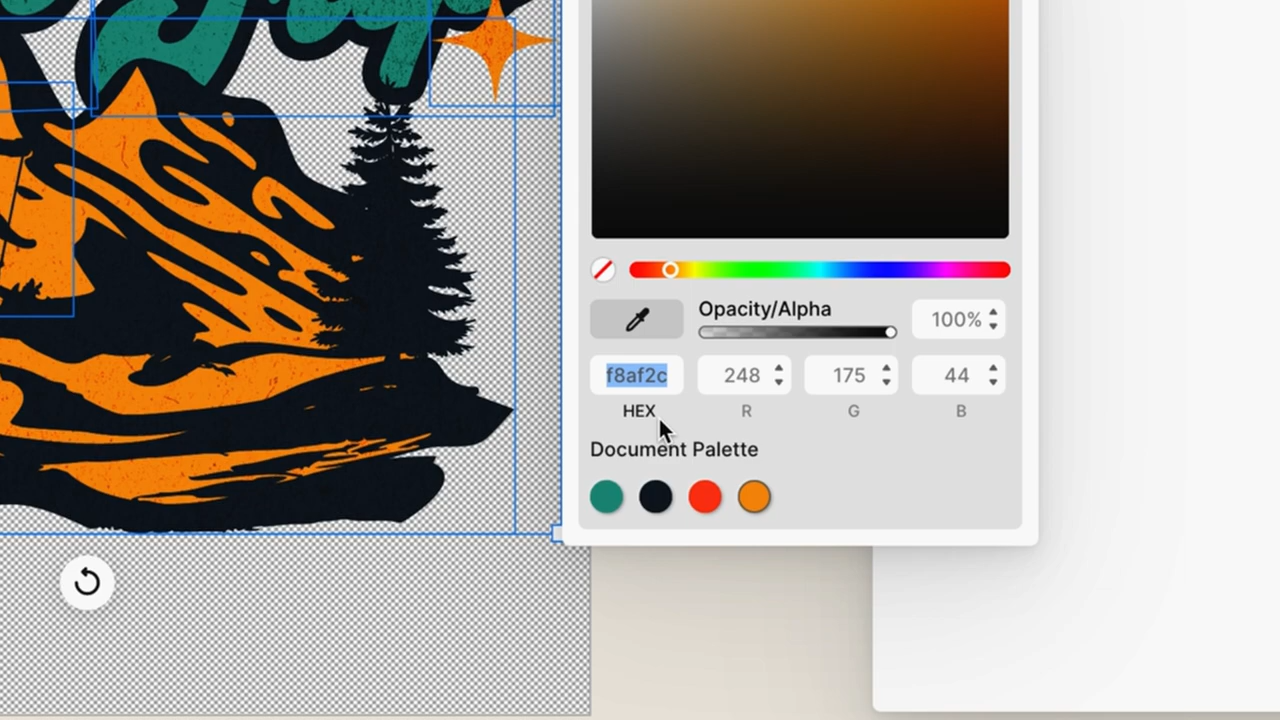 Opacity/Alpha
100%
f8af2c 248 175 44
HEX R G B
Document Palette